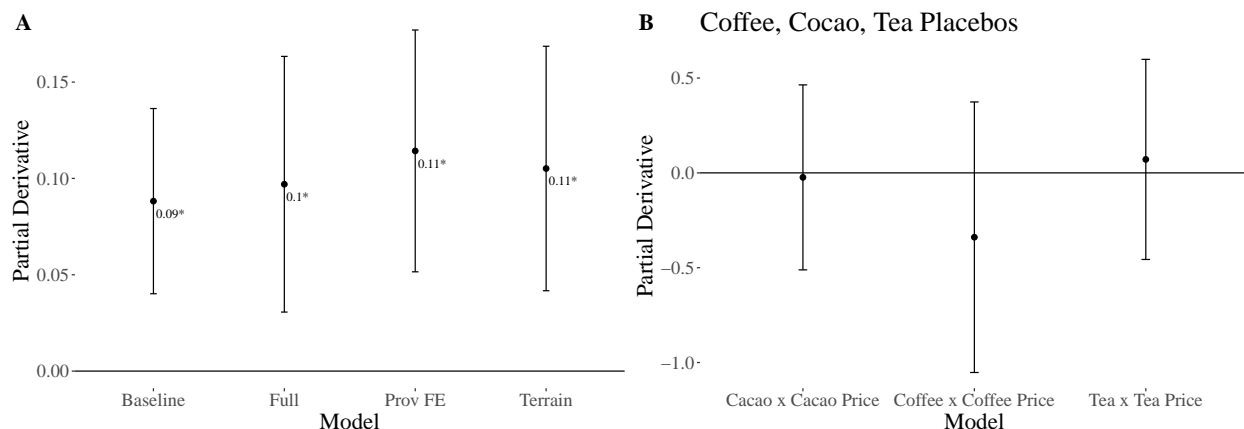 A
Partial Derivative
0.15
0.10
0.05
0.00
0.09*
0.1*
0.11*
0.11*
Baseline Full Prov FE Terrain
Model
B Coffee, Cocao, Tea Placebos
Partial Derivative
0.5
0.0
−0.5
−1.0
Cacao x Cacao Price Coffee x Coffee Price Tea x Tea Price
Model